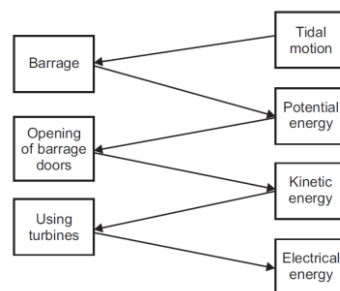 Tidal
motion
Barrage
Potential
energy
Opening
of barrage
doors
Kinetic
energy
Using
turbines
Electrical
energy